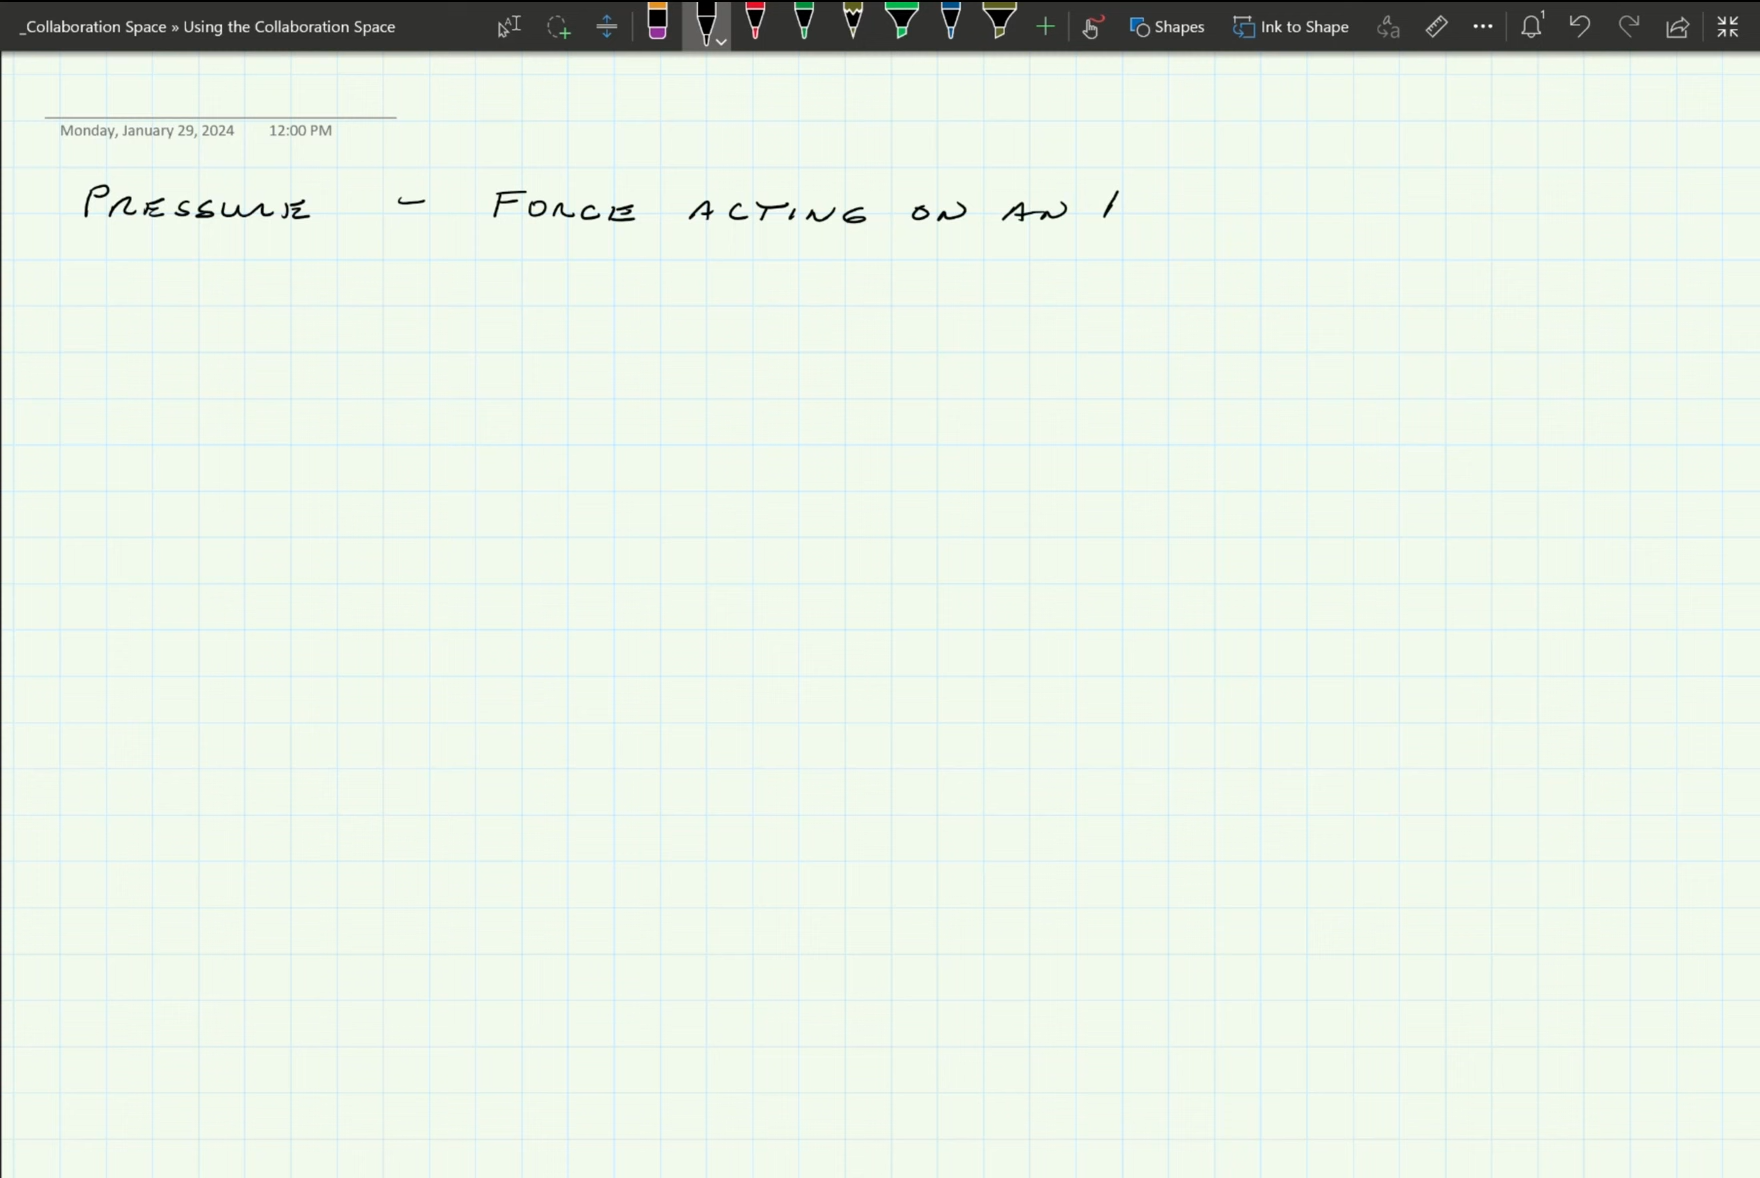 _Collaboration Space » Using the Collaboration Space
Shapes
Ink to Shape
1
Monday, January 29, 2024 12:00 PM
PRESSURE - FORCE ACTING ON AN